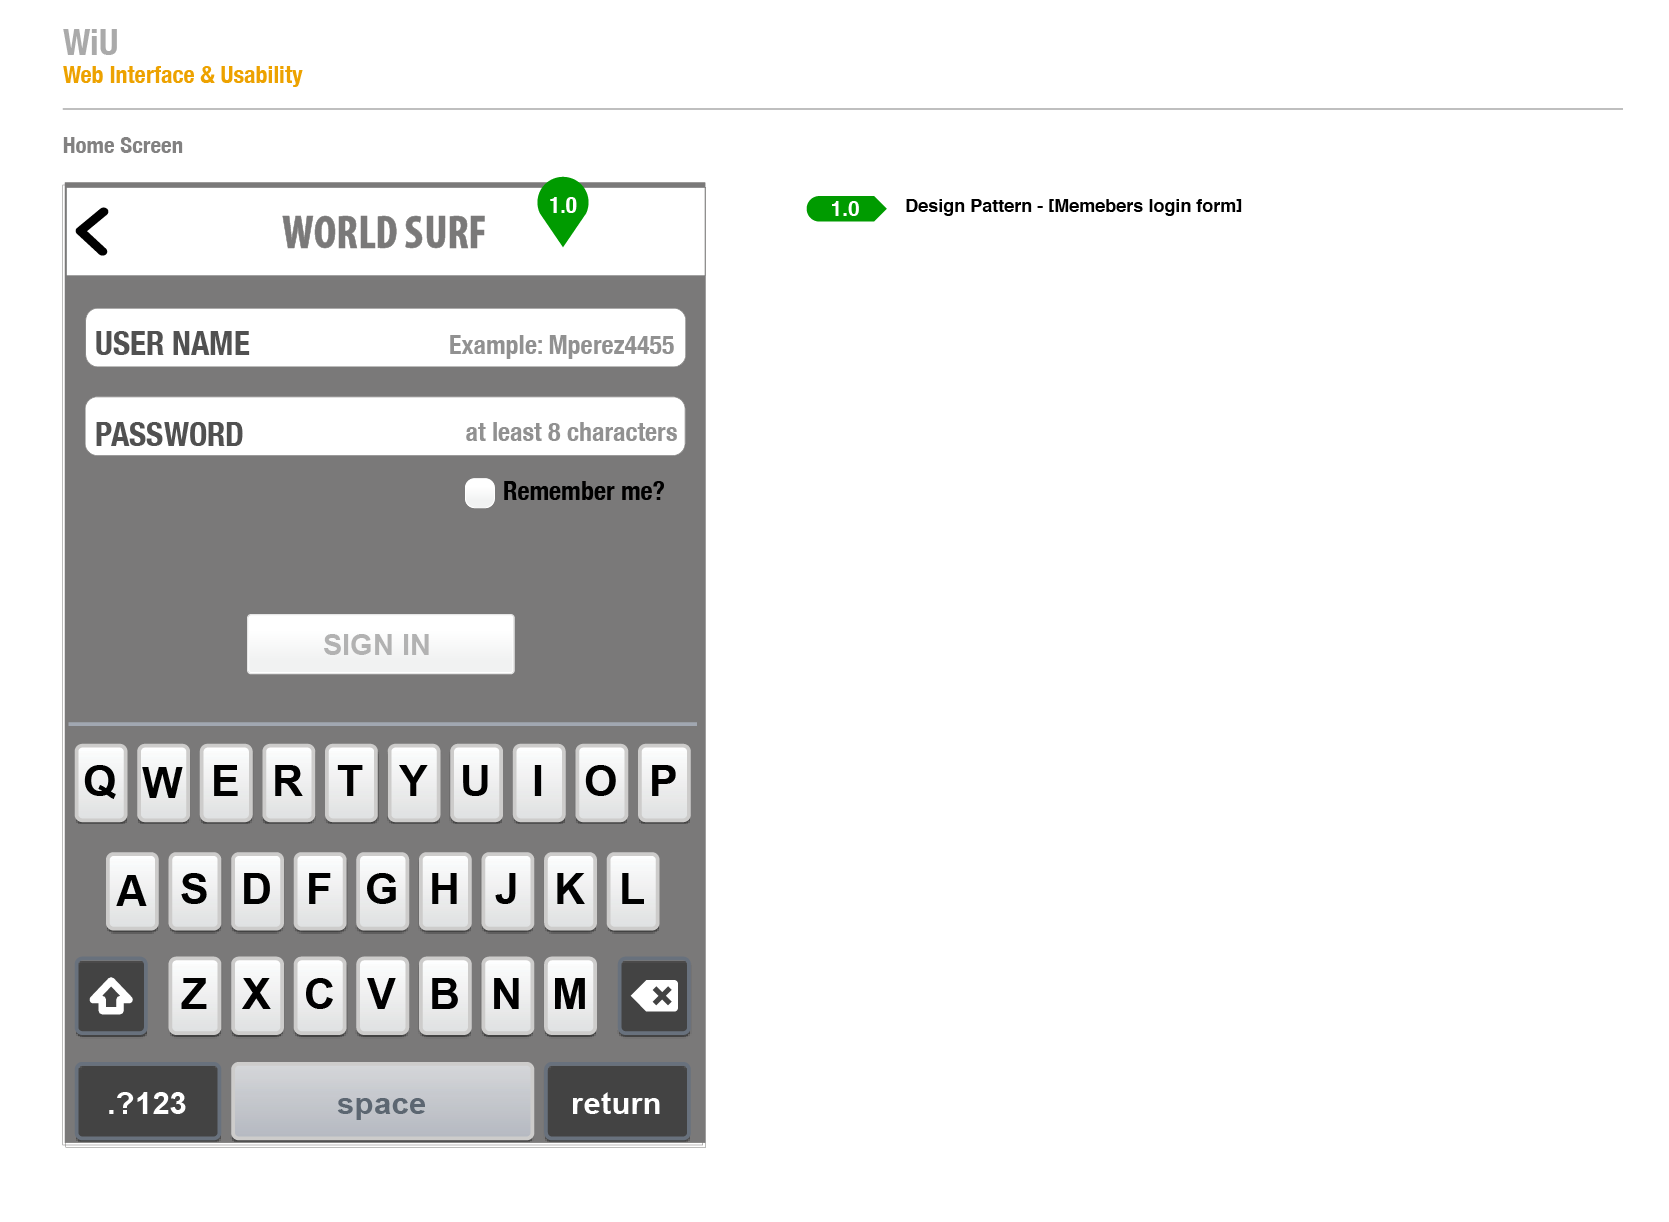 WiU
Web Interface & Usability
Home Screen
WORLD SURF
1.0
1.0
Design Pattern - [Memebers login form]
USER NAME
Example: Mperez4455
PASSWORD
at least 8 characters
Remember me?
SIGN IN
Q W E R T Y U I O P
A S D F G H J K L
Z X C V B N M
.?123 space return